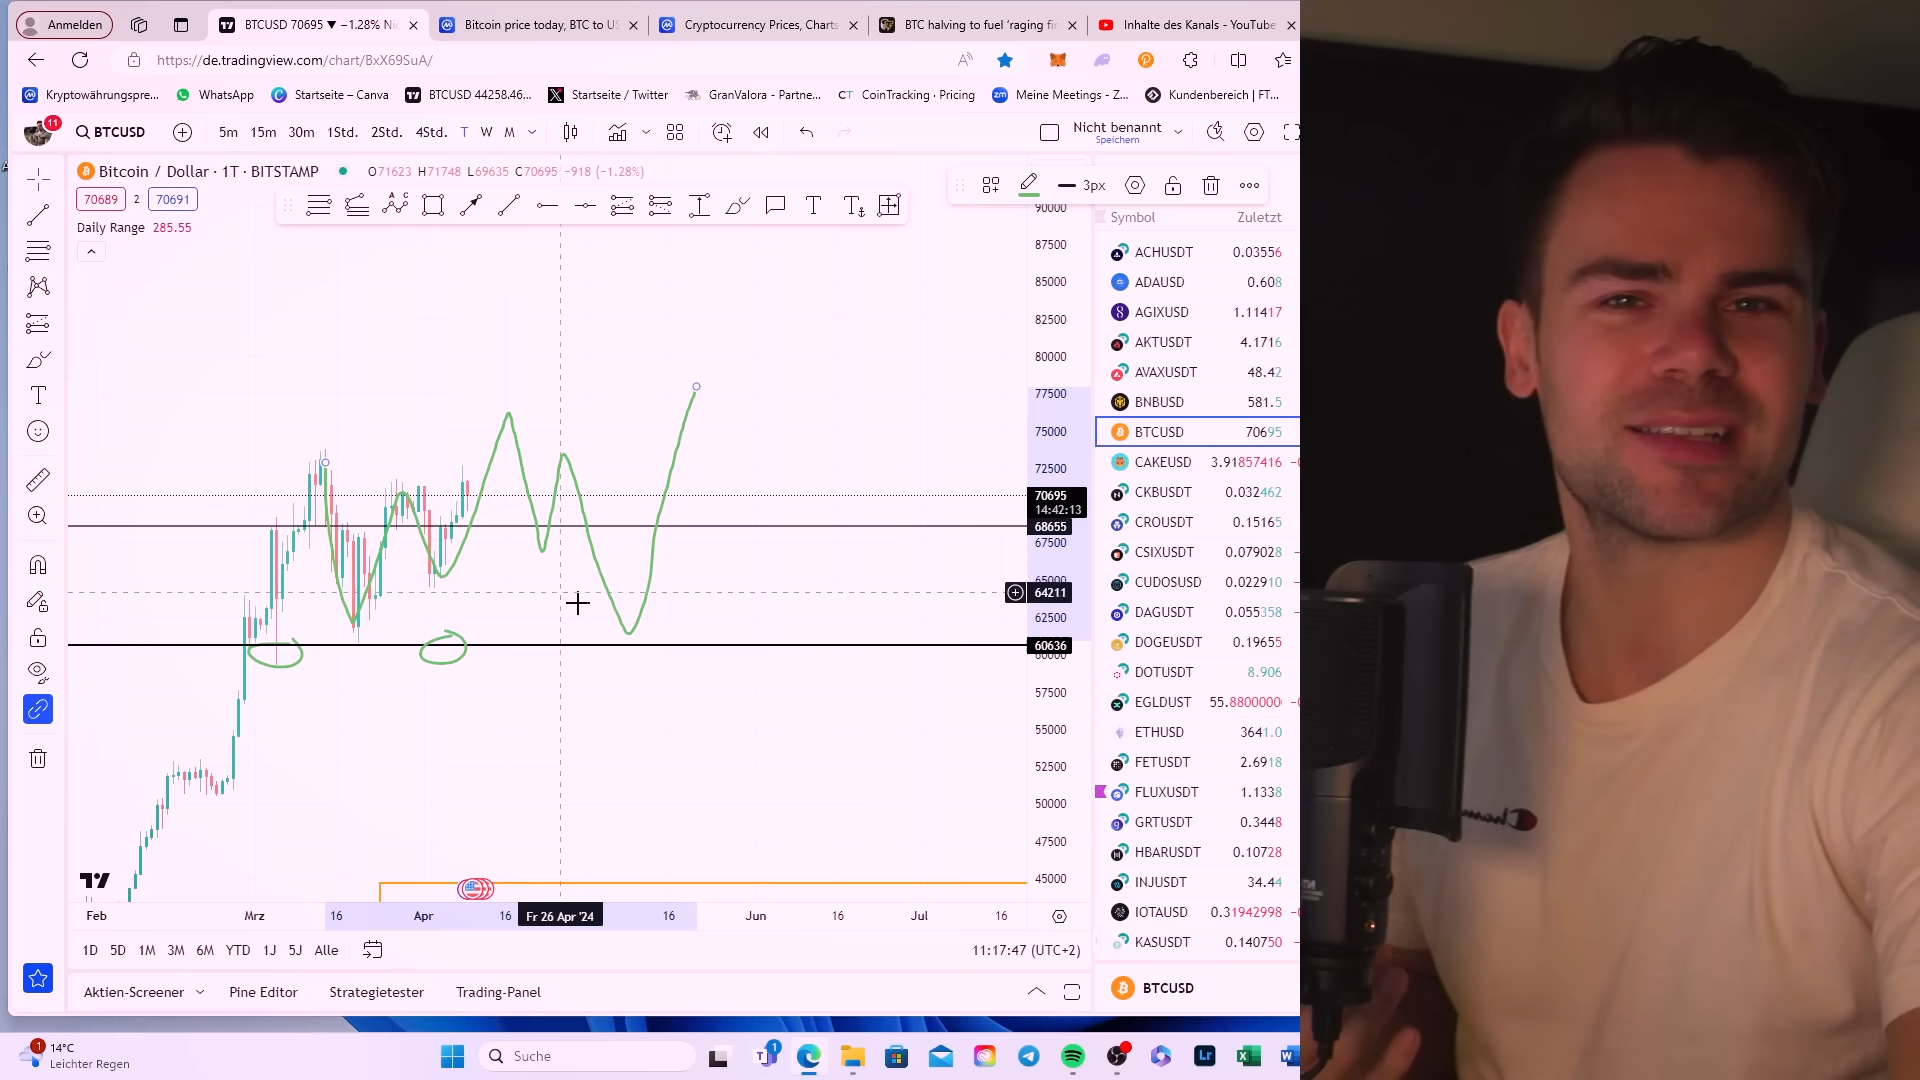 Anmelden
BTCUSD 70695 ▼ −1.28% Ni
Bitcoin price today, BTC to US
Cryptocurrency Prices, Charts
BTC halving to fuel 'raging fi
Inhalte des Kanals - YouTube
https://de.tradingview.com/chart/BxX69SuA/
Kryptowährungspre...
WhatsApp
Startseite – Canva
BTCUSD 44258.46...
Startseite / Twitter
GranValora - Partne...
CoinTracking · Pricing
Meine Meetings - Z...
Kundenbereich | FT...
11
BTCUSD
5m 15m 30m 1Std. 2Std. 4Std. T W M
Nicht benannt
Speichern
Bitcoin / Dollar · 1T · BITSTAMP
O71623 H71748 L69635 C70695 −918 (−1.28%)
70689 2 70691
Daily Range 285.55
3px
Symbol Zuletzt
ACHUSDT 0.03556
ADAUSD 0.608
AGIXUSD 1.11417
AKTUSDT 4.1716
AVAXUSDT 48.42
BNBUSD 581.5
BTCUSD 70695
CAKEUSD 3.91857416
CKBUSDT 0.032462
CROUSDT 0.15165
CSIXUSDT 0.079028
CUDOSUSD 0.022910
DAGUSDT 0.055358
DOGEUSDT 0.19655
DOTUSDT 8.906
EGLDUST 55.8800000
ETHUSD 3641.0
FETUSDT 2.6918
FLUXUSDT 1.1338
GRTUSDT 0.3448
HBARUSDT 0.10728
INJUSDT 34.44
IOTAUSD 0.31942998
KASUSDT 0.140750
BTCUSD
90000
87500
85000
82500
80000
77500
75000
72500
70695
14:42:13
68655
67500
65000
64211
62500
60636
60000
57500
55000
52500
50000
47500
45000
Feb Mrz 16 Apr 16 Fr 26 Apr '24 16 Jun 16 Jul 16
1D 5D 1M 3M 6M YTD 1J 5J Alle
11:17:47 (UTC+2)
Aktien-Screener Pine Editor Strategietester Trading-Panel
1
14°C
Leichter Regen
Suche
1